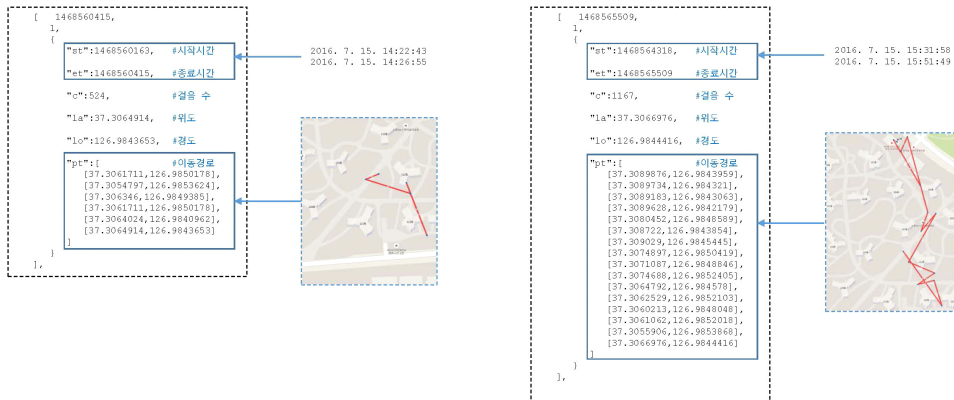 [ 1468560415,
1,
{
"st":1468560163, #시작시간
"et":1468560415, #종료시간
"c":524, #걸음 수
"la":37.3064914, #위도
"lo":126.9843653, #경도
"pt":[ #이동경로
[37.3061711,126.9850178],
[37.3054797,126.9853624],
[37.306346,126.9849385],
[37.3061711,126.9850178],
[37.3064024,126.9840962],
[37.3064914,126.9843653]
]
}
],
2016. 7. 15. 14:22:43
2016. 7. 15. 14:26:55
[ 1468565509,
1,
{
"st":1468564318, #시작시간
"et":1468565509 #종료시간
"c":1167, #걸음 수
"la":37.3066976, #위도
"lo":126.9844416, #경도
"pt":[ #이동경로
[37.3089876,126.9843959],
[37.3089734,126.984321],
[37.3089183,126.9843063],
[37.3089628,126.9842179],
[37.3080452,126.9848589],
[37.308722,126.9843854],
[37.309029,126.9845445],
[37.3074897,126.9850419],
[37.3071087,126.9848846],
[37.3074688,126.9852405],
[37.3064792,126.984578],
[37.3062529,126.9852103],
[37.3060213,126.9848048],
[37.3061062,126.9852018],
[37.3055906,126.9853868],
[37.3066976,126.9844416]
]
}
],
2016. 7. 15. 15:31:58
2016. 7. 15. 15:51:49